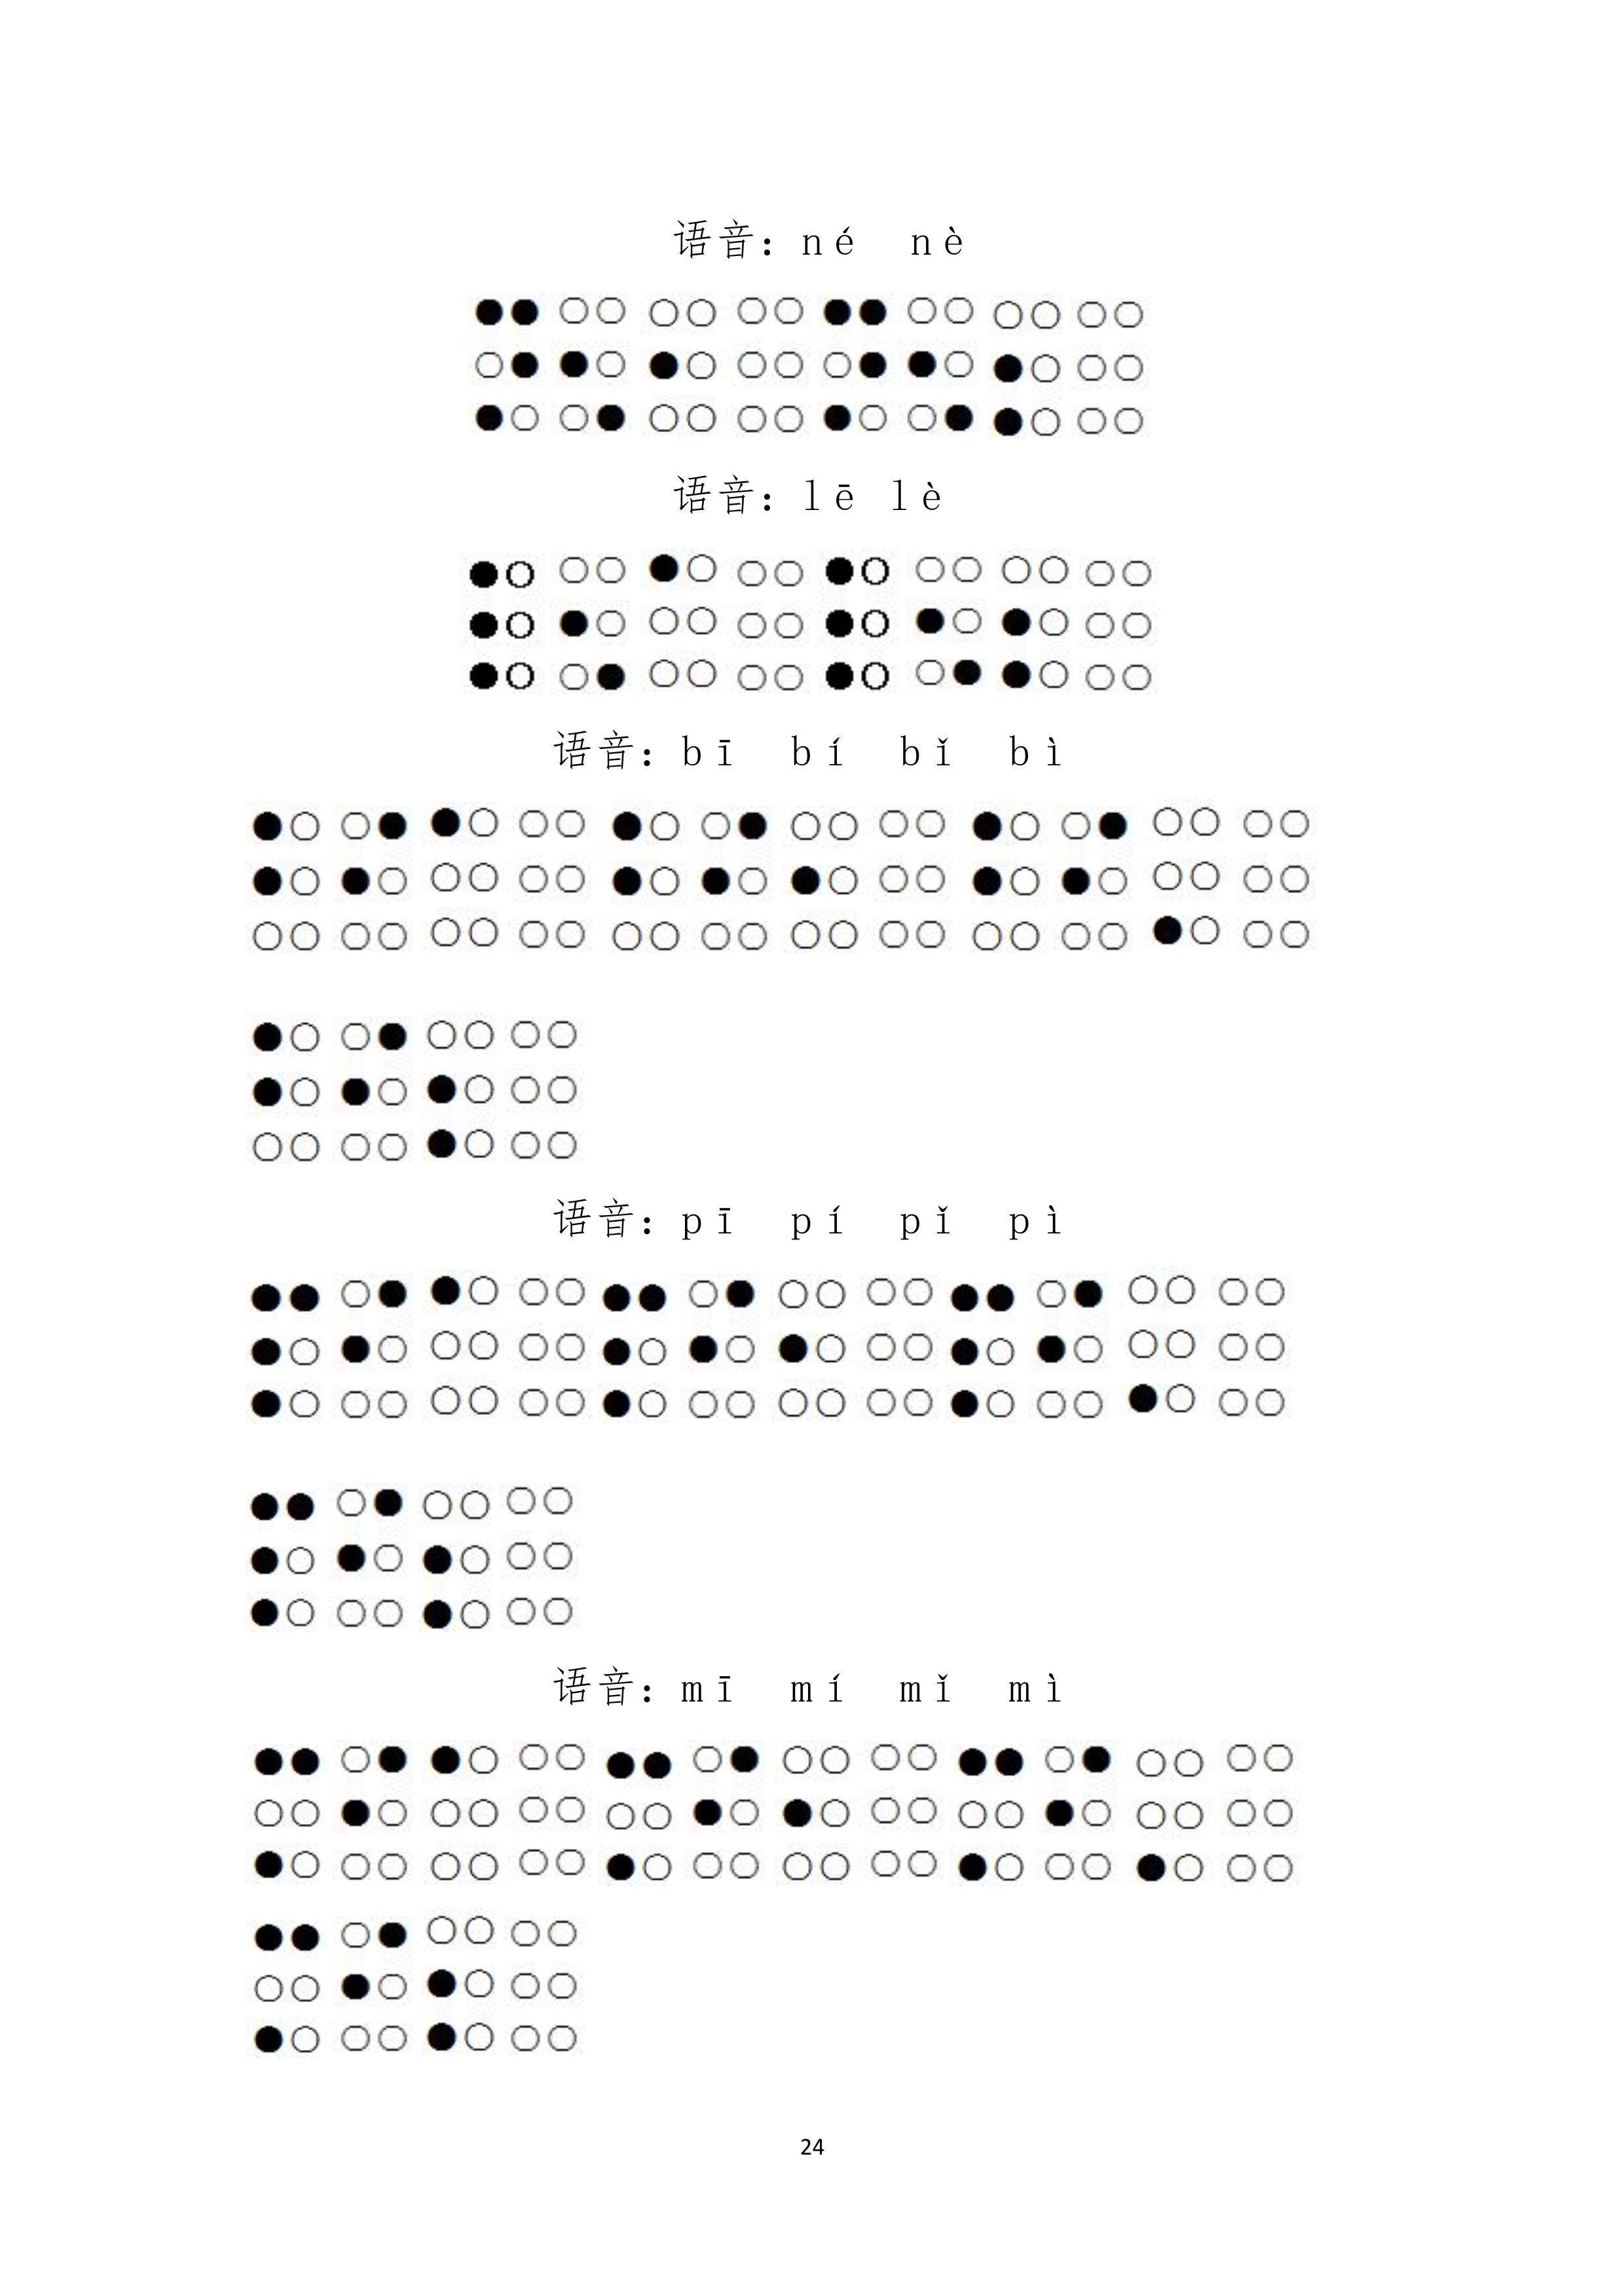 语音：né nè
⠝⠢⠂⠀⠝⠢⠆⠀
语音：lē lè
⠇⠢⠁⠀⠇⠢⠆⠀
语音：bī bí bǐ bì
⠃⠊⠁⠀⠃⠊⠂⠀⠃⠊⠄⠀
⠃⠊⠆⠀
语音：pī pí pǐ pì
⠏⠊⠁⠀⠏⠊⠂⠀⠏⠊⠄⠀
⠏⠊⠆⠀
语音：mī mí mǐ mì
⠍⠊⠁⠀⠍⠊⠂⠀⠍⠊⠄⠀
⠍⠊⠆⠀
24